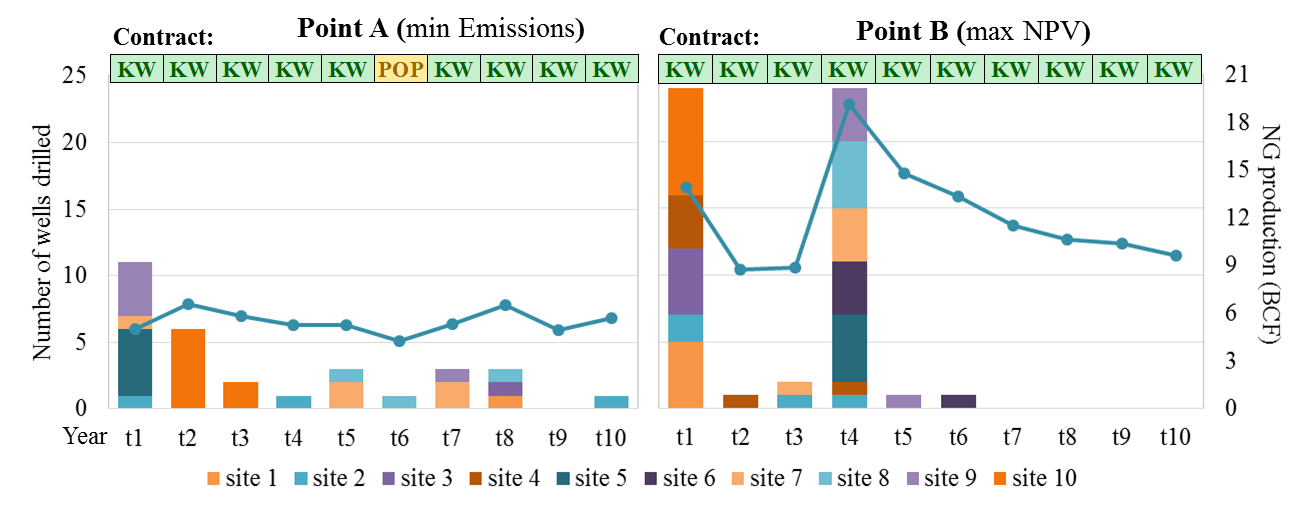 Point A (min Emissions)
Contract:
KW KW KW KW KW POP KW KW KW KW
25
20
15
10
5
0
Number of wells drilled
Year t1 t2 t3 t4 t5 t6 t7 t8 t9 t10
Point B (max NPV)
Contract:
KW KW KW KW KW KW KW KW KW KW
21
18
15
12
9
6
3
0
NG production (BCF)
t1 t2 t3 t4 t5 t6 t7 t8 t9 t10
site 1 site 2 site 3 site 4 site 5 site 6 site 7 site 8 site 9 site 10